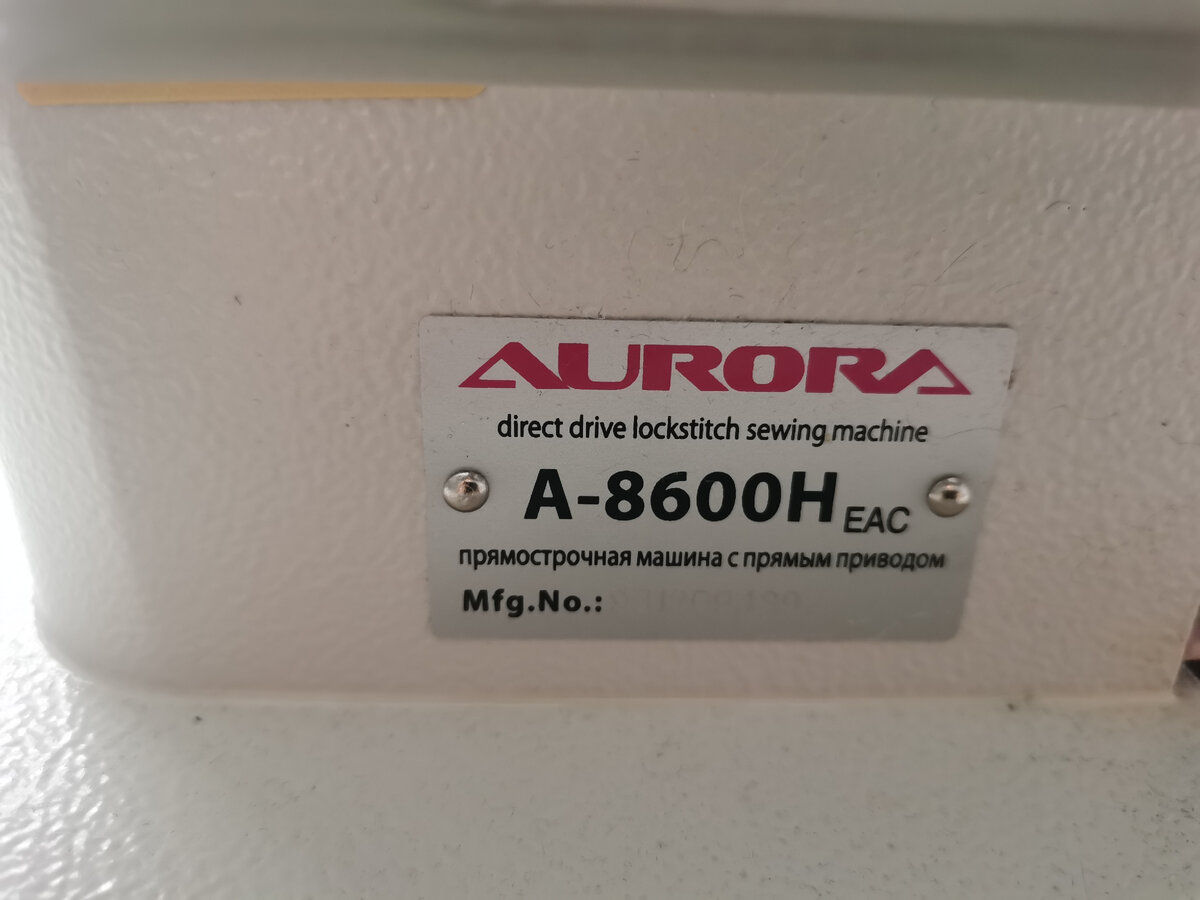 AURORA
direct drive lockstitch sewing machine
A-8600H EAC
прямострочная машина с прямым приводом
Mfg.No.: